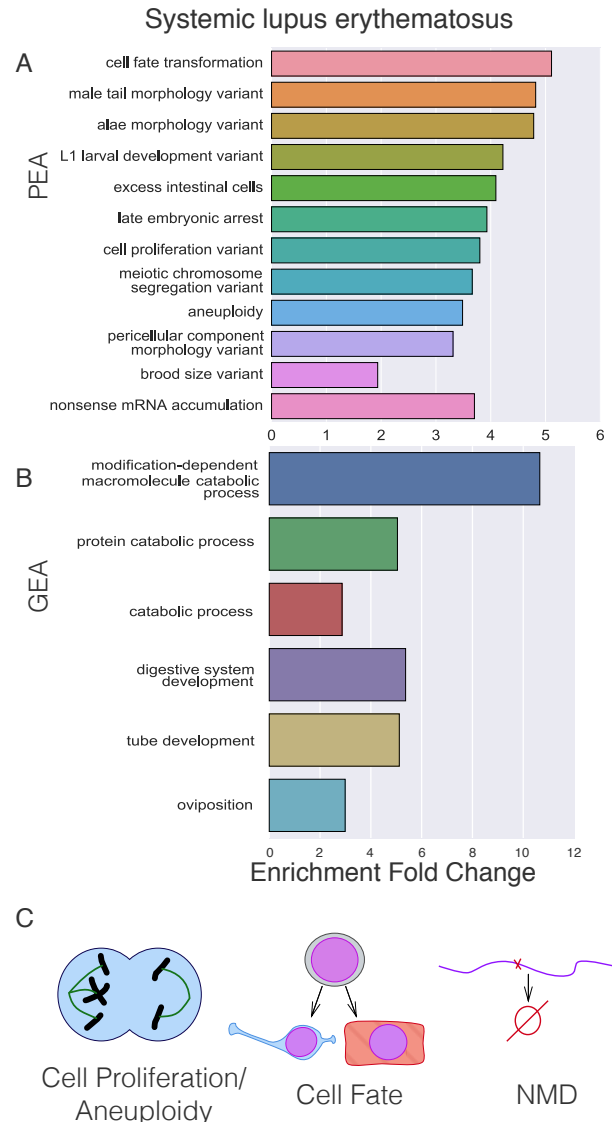 Systemic lupus erythematosus
A
PEA
cell fate transformation
male tail morphology variant
alae morphology variant
L1 larval development variant
excess intestinal cells
late embryonic arrest
cell proliferation variant
meiotic chromosome
segregation variant
aneuploidy
pericellular component
morphology variant
brood size variant
nonsense mRNA accumulation
0 1 2 3 4 5 6
B
GEA
modification-dependent
macromolecule catabolic
process
protein catabolic process
catabolic process
digestive system
development
tube development
oviposition
0 2 4 6 8 10 12
Enrichment Fold Change
C
Cell Proliferation/
Aneuploidy
Cell Fate
NMD